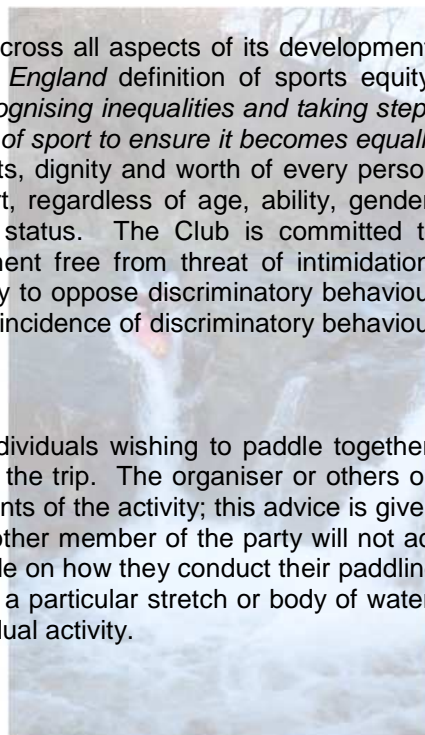 cross all aspects of its development
England definition of sports equity
ognising inequalities and taking step
of sport to ensure it becomes equall
ts, dignity and worth of every perso
rt, regardless of age, ability, gender
status. The Club is committed t
ment free from threat of intimidation
y to oppose discriminatory behaviou
incidence of discriminatory behaviou
dividuals wishing to paddle together
the trip. The organiser or others o
nts of the activity; this advice is give
other member of the party will not ac
le on how they conduct their paddlin
a particular stretch or body of water
dual activity.